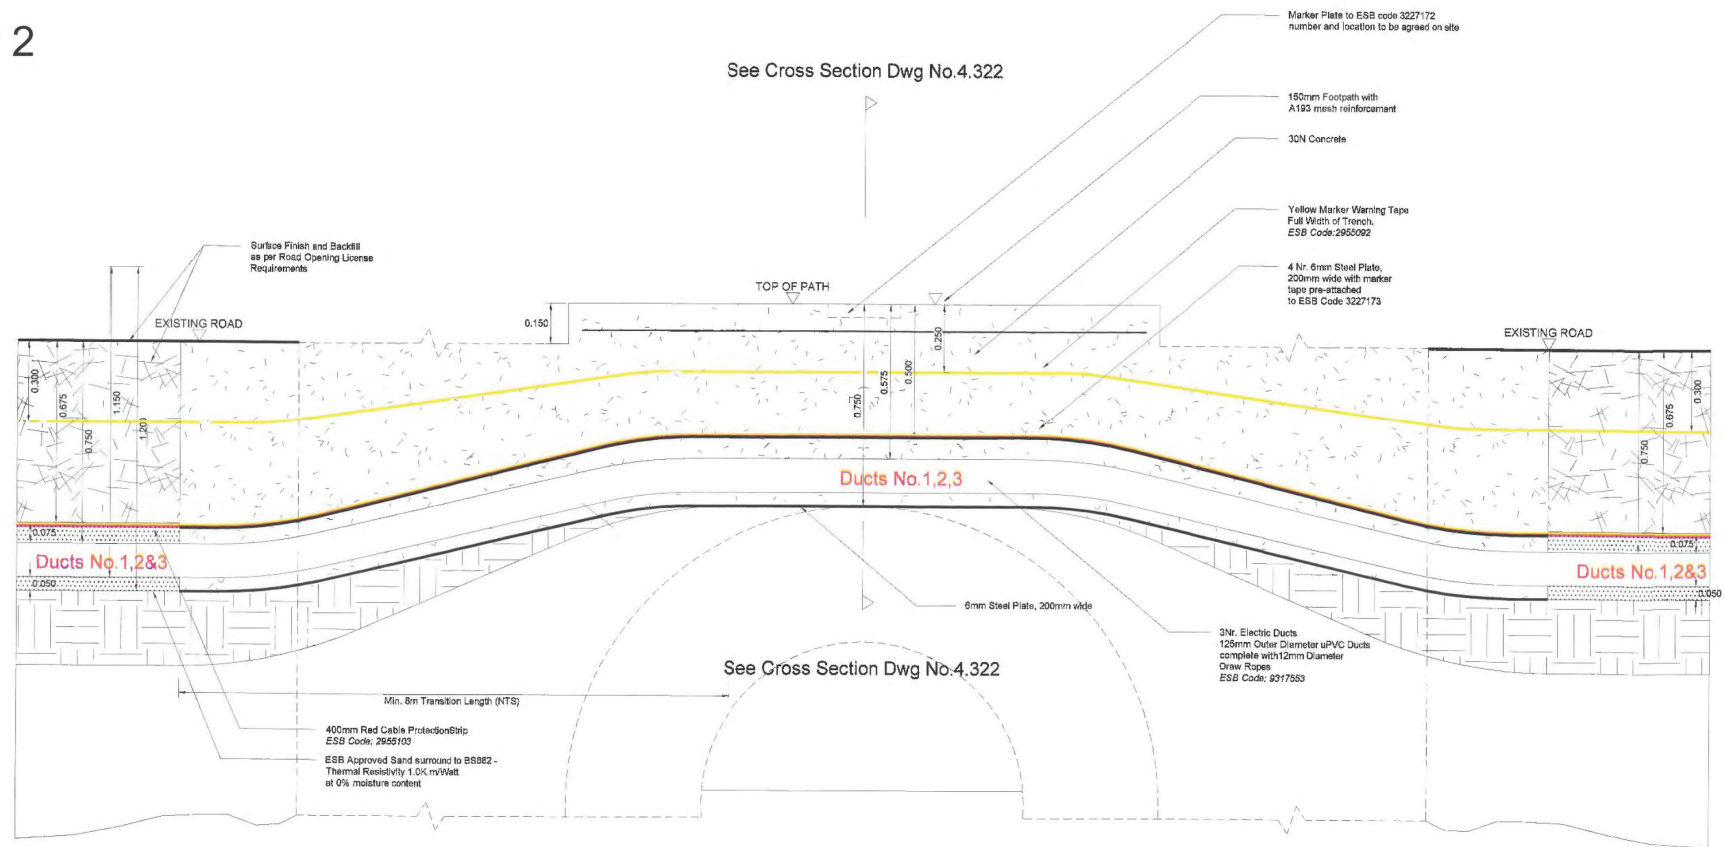 2
Marker Plate to ESB code 3227172
number and location to be agreed on site
See Cross Section Dwg No.4.322
150mm Footpath with
A193 mesh reinforcement
30N Concrete
Yellow Marker Warning Tape
Full Width of Trench.
ESB Code:2955092
Surface Finish and Backfill
as per Road Opening License
Requirements
4 Nr. 6mm Steel Plate,
200mm wide with marker
tape pre-attached
to ESB Code 3227173
TOP OF PATH
EXISTING ROAD
0.150
EXISTING ROAD
0.250
0.300
0.675
1.150
0.750
1.200
0.575
0.500
0.750
0.300
0.675
0.750
Ducts No.1,2,3
0.075
Ducts No.1,2&3
0.050
0.075
Ducts No.1,2&3
0.050
6mm Steel Plate, 200mm wide
3Nr. Electric Ducts
125mm Outer Diameter uPVC Ducts
complete with12mm Diameter
Draw Ropes
ESB Code: 9317553
See Cross Section Dwg No.4.322
Min. 8m Transition Length (NTS)
400mm Red Cable ProtectionStrip
ESB Code: 2955103
ESB Approved Sand surround to BS882 -
Thermal Resistivity 1.0K.m/Watt
at 0% moisture content